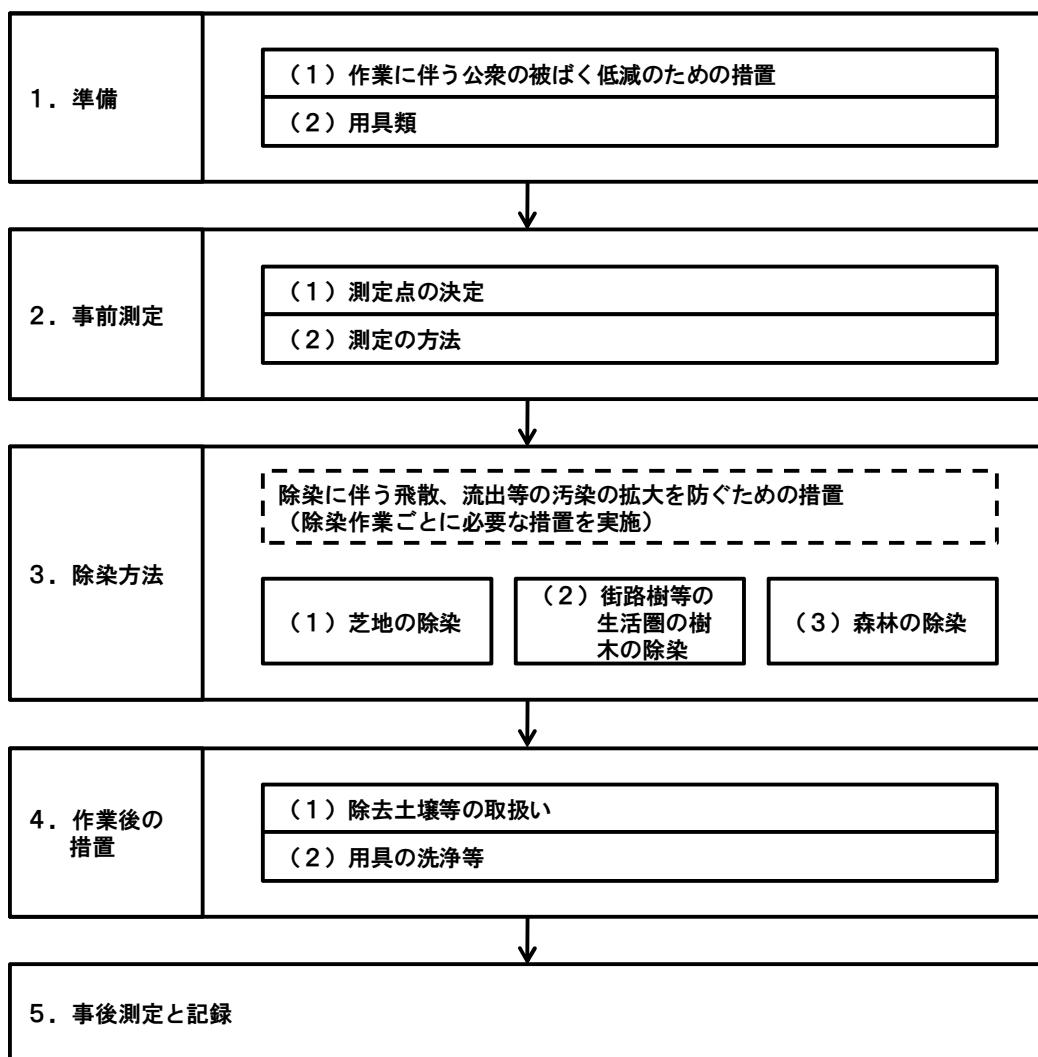 1．準備
（1）作業に伴う公衆の被ばく低減のための措置
（2）用具類
2．事前測定
（1）測定点の決定
（2）測定の方法
3．除染方法
除染に伴う飛散、流出等の汚染の拡大を防ぐための措置
（除染作業ごとに必要な措置を実施）
（1）芝地の除染
（2）街路樹等の
生活圏の樹
木の除染
（3）森林の除染
4．作業後の
措置
（1）除去土壌等の取扱い
（2）用具の洗浄等
5．事後測定と記録